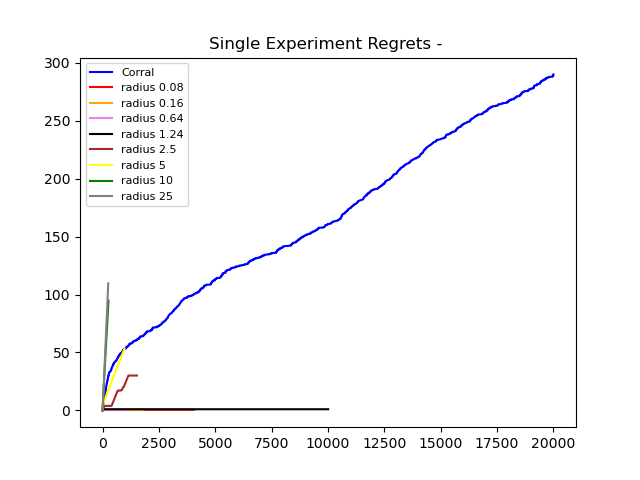 Single Experiment Regrets -
300
250
200
150
100
50
0
Corral
radius 0.08
radius 0.16
radius 0.64
radius 1.24
radius 2.5
radius 5
radius 10
radius 25
0 2500 5000 7500 10000 12500 15000 17500 20000